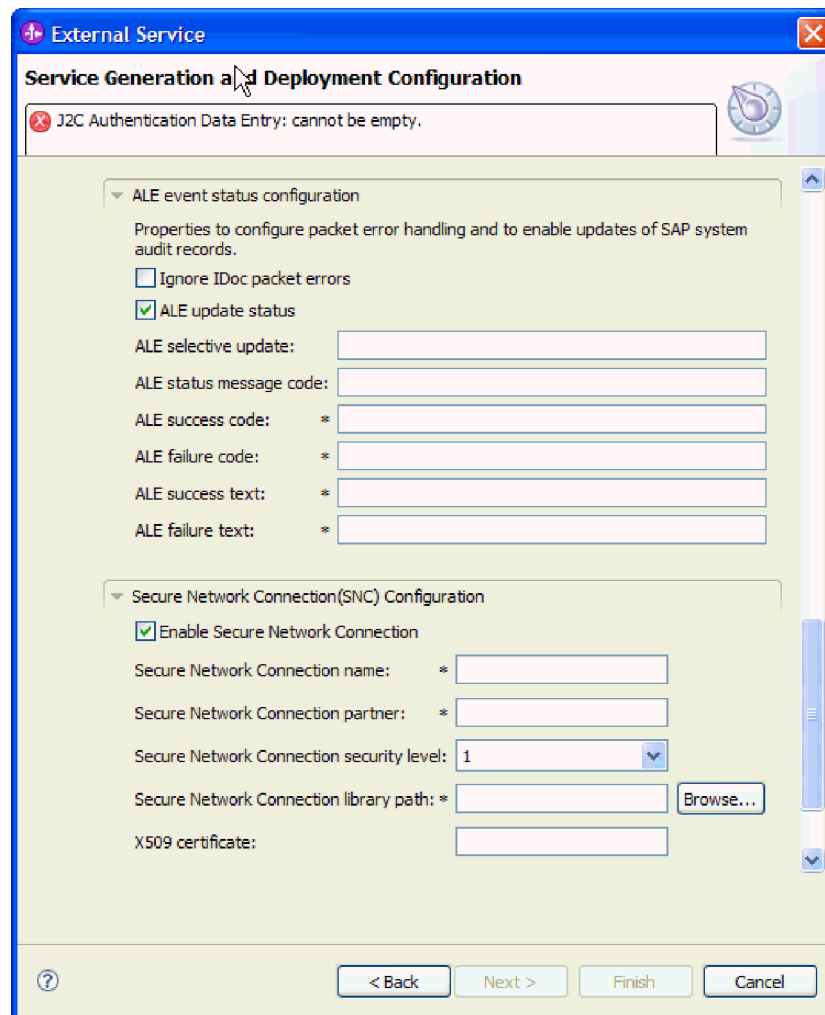 External Service
Service Generation and Deployment Configuration
J2C Authentication Data Entry: cannot be empty.
ALE event status configuration
Properties to configure packet error handling and to enable updates of SAP system
audit records.
Ignore IDoc packet errors
ALE update status
ALE selective update:
ALE status message code:
ALE success code: *
ALE failure code: *
ALE success text: *
ALE failure text: *
Secure Network Connection(SNC) Configuration
Enable Secure Network Connection
Secure Network Connection name: *
Secure Network Connection partner: *
Secure Network Connection security level: 1
Secure Network Connection library path: * Browse...
X509 certificate:
? < Back Next > Finish Cancel